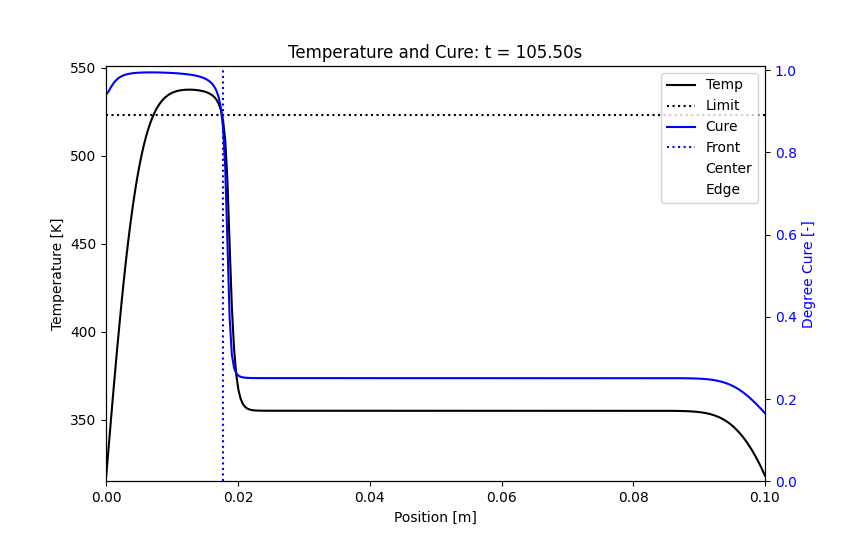 Temperature and Cure: t = 105.50s
550
500
450
400
350
Temperature [K]
1.0
0.8
0.6
0.4
0.2
0.0
Degree Cure [-]
Temp
Limit
Cure
Front
Center
Edge
0.00
0.02
0.04
0.06
0.08
0.10
Position [m]